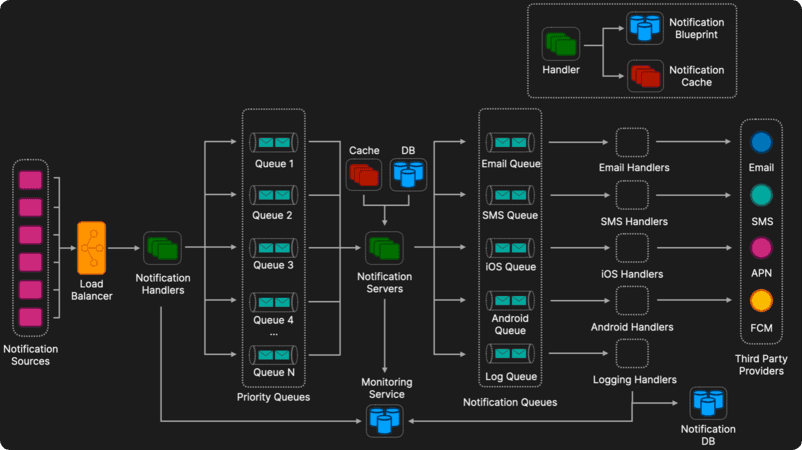 Handler
Notification
Blueprint
Notification
Cache
Notification
Sources
Load
Balancer
Notification
Handlers
Queue 1
Queue 2
Queue 3
Queue 4
...
Queue N
Priority Queues
Cache
DB
Notification
Servers
Monitoring
Service
Email Queue
SMS Queue
iOS Queue
Android
Queue
Log Queue
Notification Queues
Email Handlers
SMS Handlers
iOS Handlers
Android Handlers
Logging Handlers
Email
SMS
APN
FCM
Third Party
Providers
Notification
DB